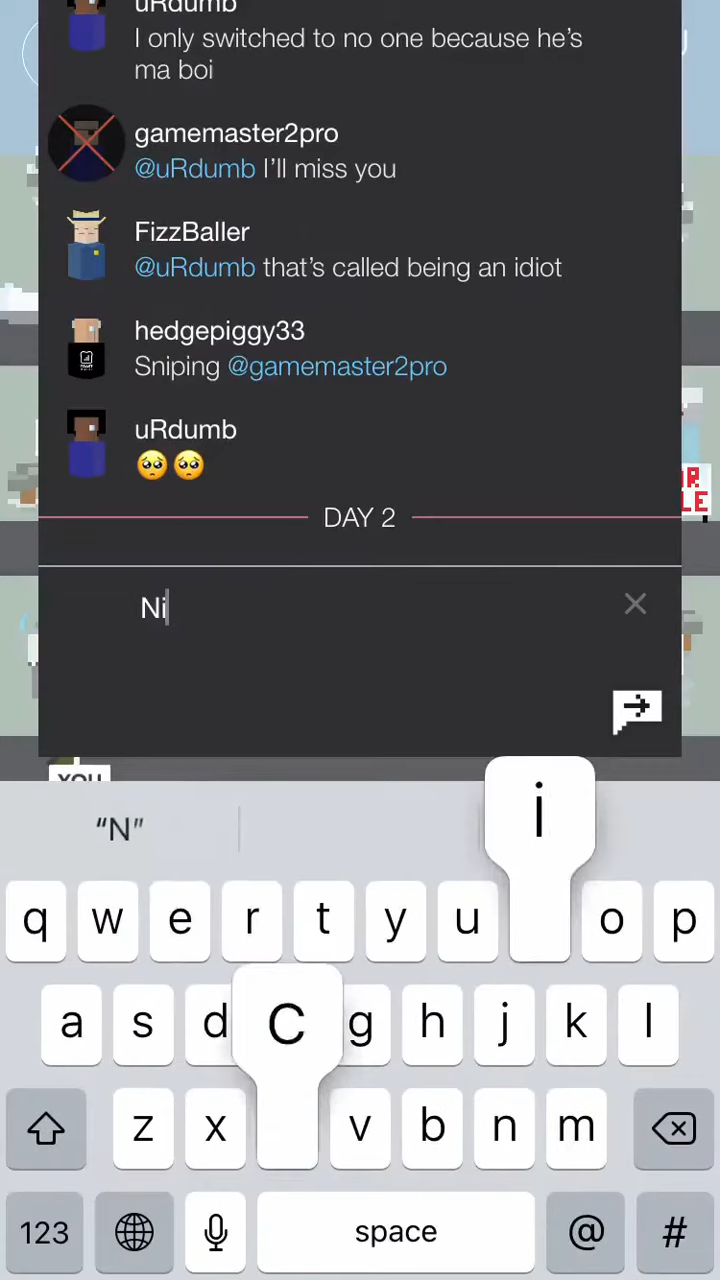 uRdumb
I only switched to no one because he's
ma boi
gamemaster2pro
@uRdumb I'll miss you
FizzBaller
@uRdumb that's called being an idiot
hedgepiggy33
Sniping @gamemaster2pro
uRdumb
🥺🥺
DAY 2
Ni
YOU
“N”
i
q w e r t y u o p
a s d C g h j k l
z x v b n m
123 space @ #